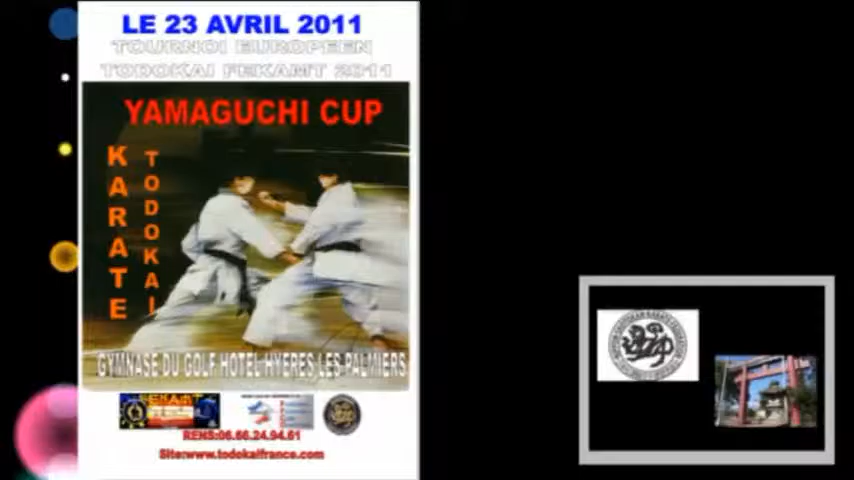 LE 23 AVRIL 2011
TOURNOI EUROPEEN
TODOKAI FEKAMT 2011
YAMAGUCHI CUP
KARATE
TODOKAI
GYMNASE DU GOLF HOTEL HYERES LES PALMIERS
FEKAMT
RENS:06.66.24.94.61
Site:www.todokaifrance.com